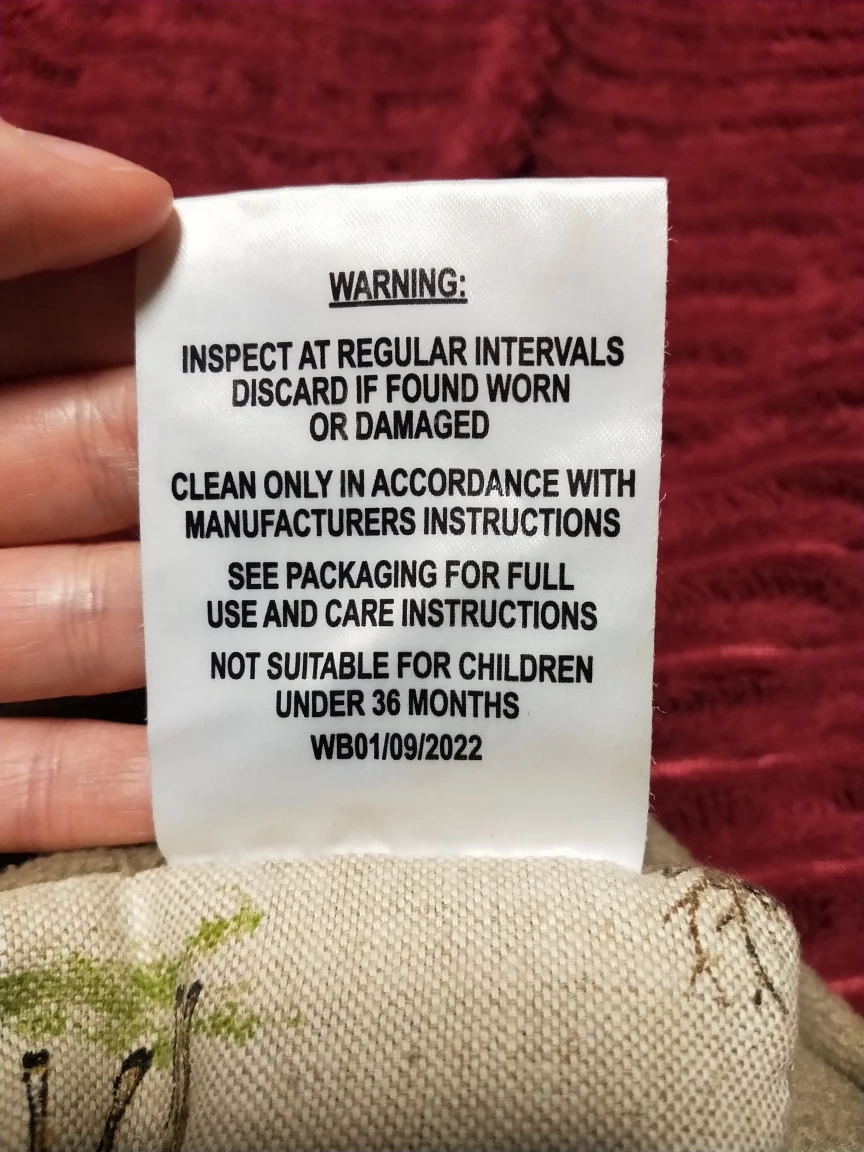 WARNING:
INSPECT AT REGULAR INTERVALS
DISCARD IF FOUND WORN
OR DAMAGED
CLEAN ONLY IN ACCORDANCE WITH
MANUFACTURERS INSTRUCTIONS
SEE PACKAGING FOR FULL
USE AND CARE INSTRUCTIONS
NOT SUITABLE FOR CHILDREN
UNDER 36 MONTHS
WB01/09/2022